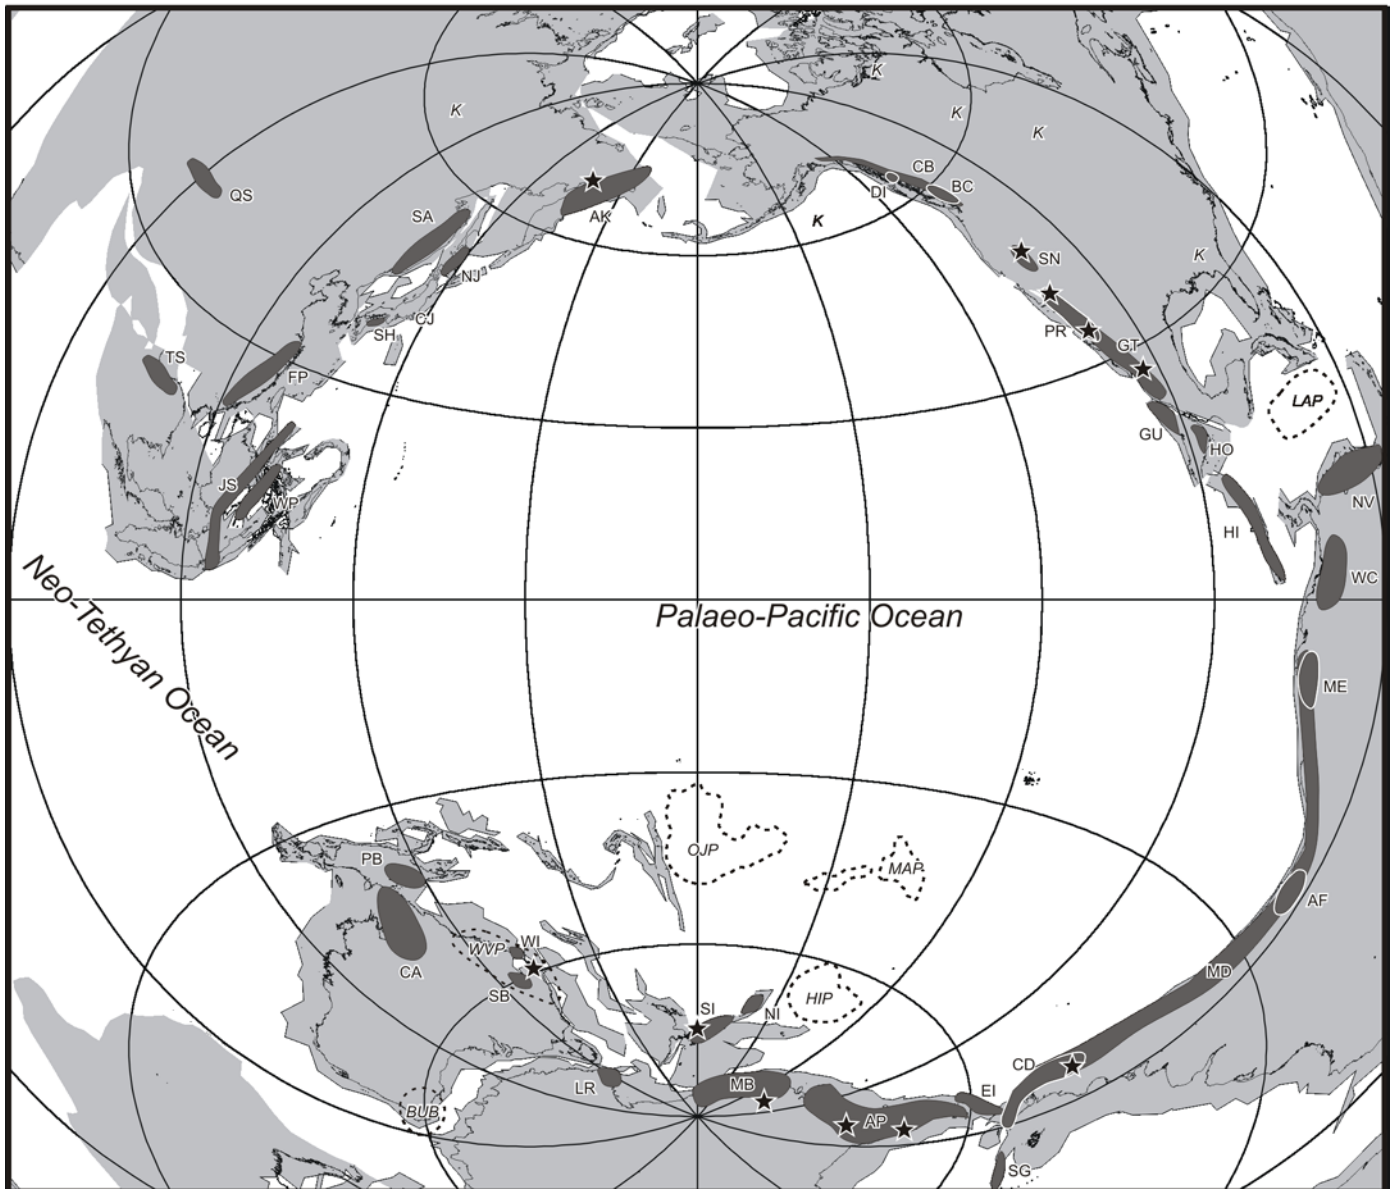 K
K
K
K
QS
CB
DI
BC
SA
AK
K
SN
K
NJ
CJ
SH
PR
GT
TS
FP
LAP
GU
HO
JS
WP
NV
HI
WC
Neo-Tethyan Ocean
Palaeo-Pacific Ocean
ME
OJP
PB
MAP
AF
WVP
WI
CA
MD
SB
HIP
SI
NI
CD
LR
MB
EI
BUB
AP
SG